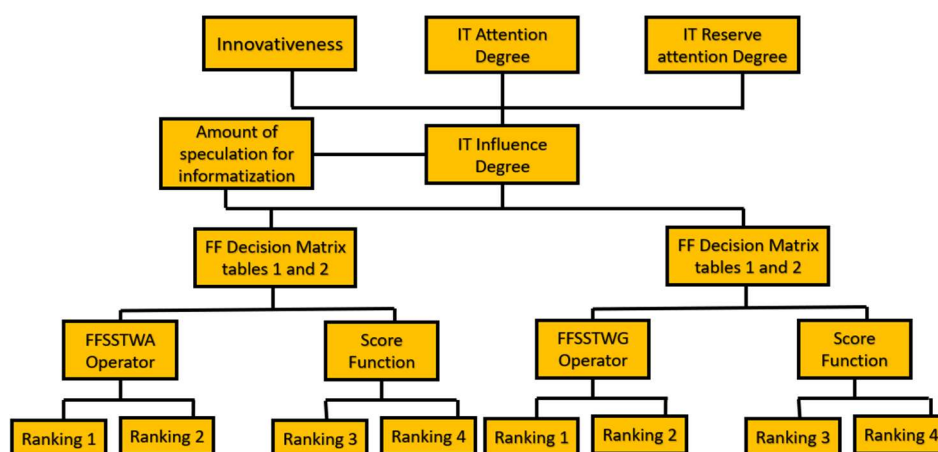 Innovativeness
IT Attention
Degree
IT Reserve
attention Degree
Amount of
speculation for
informatization
IT Influence
Degree
FF Decision Matrix
tables 1 and 2
FF Decision Matrix
tables 1 and 2
FFSSTWA
Operator
Score
Function
FFSSTWG
Operator
Score
Function
Ranking 1
Ranking 2
Ranking 3
Ranking 4
Ranking 1
Ranking 2
Ranking 3
Ranking 4